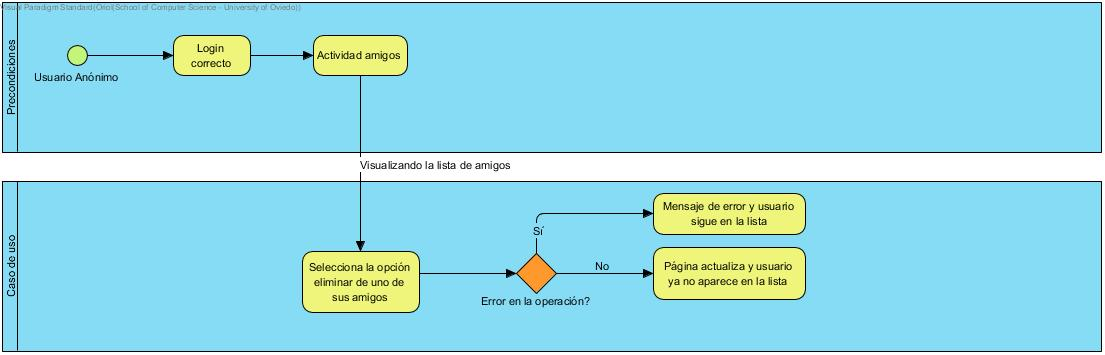 Visual Paradigm Standard(Oriol(School of Computer Science - University of Oviedo))
Precondiciones
Usuario Anónimo
Login
correcto
Actividad amigos
Visualizando la lista de amigos
Caso de uso
Selecciona la opción
eliminar de uno de
sus amigos
Error en la operación?
Sí
Mensaje de error y usuario
sigue en la lista
No
Página actualiza y usuario
ya no aparece en la lista